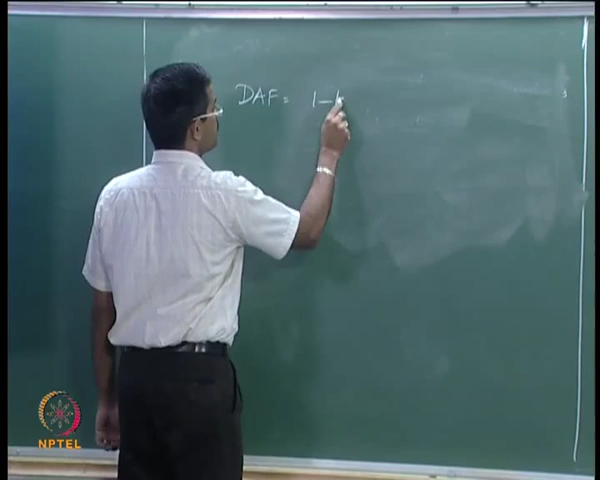 DAF = 1 –
NPTEL